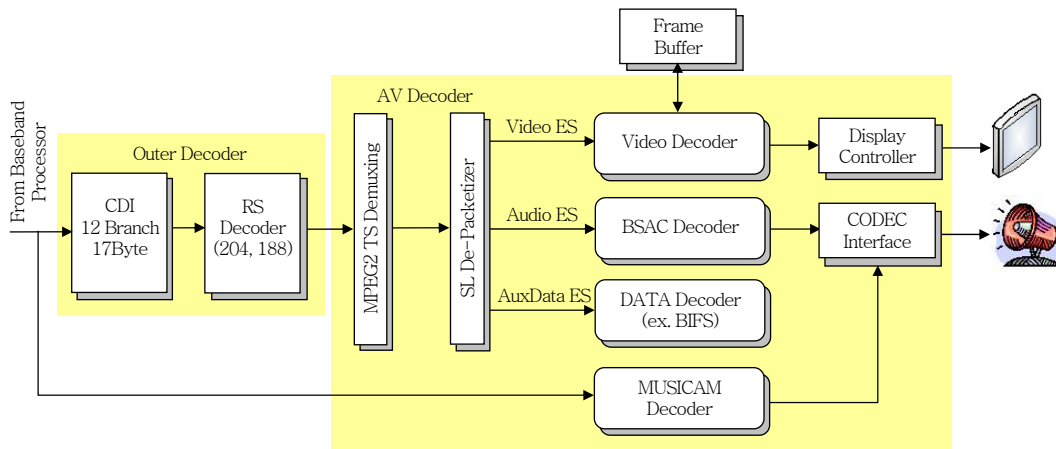 Frame
Buffer
AV Decoder
Outer Decoder
From Baseband
Processor
CDI
12 Branch
17Byte
RS
Decoder
(204, 188)
MPEG2 TS Demuxing
SL De-Packetizer
Video ES
Video Decoder
Display
Controller
Audio ES
BSAC Decoder
CODEC
Interface
AuxData ES
DATA Decoder
(ex. BIFS)
MUSICAM
Decoder